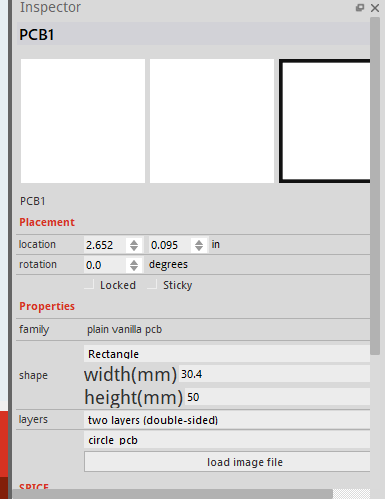 Inspector
PCB1
PCB1
Placement
location 2.652 0.095 in
rotation 0.0 degrees
Locked Sticky
Properties
family plain vanilla pcb
Rectangle
shape width(mm) 30.4
height(mm) 50
layers two layers (double-sided)
circle_pcb
load image file
SPICE